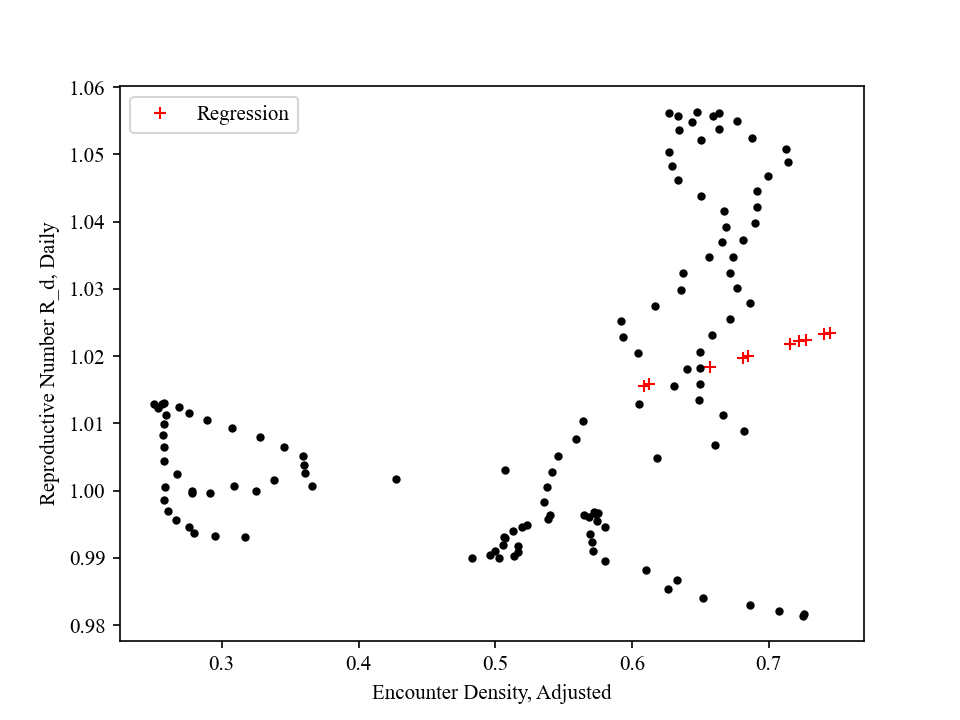 1.06
Regression
1.05
1.04
1.03
1.02
1.01
1.00
0.99
0.98
Reproductive Number R_d, Daily
0.3 0.4 0.5 0.6 0.7
Encounter Density, Adjusted